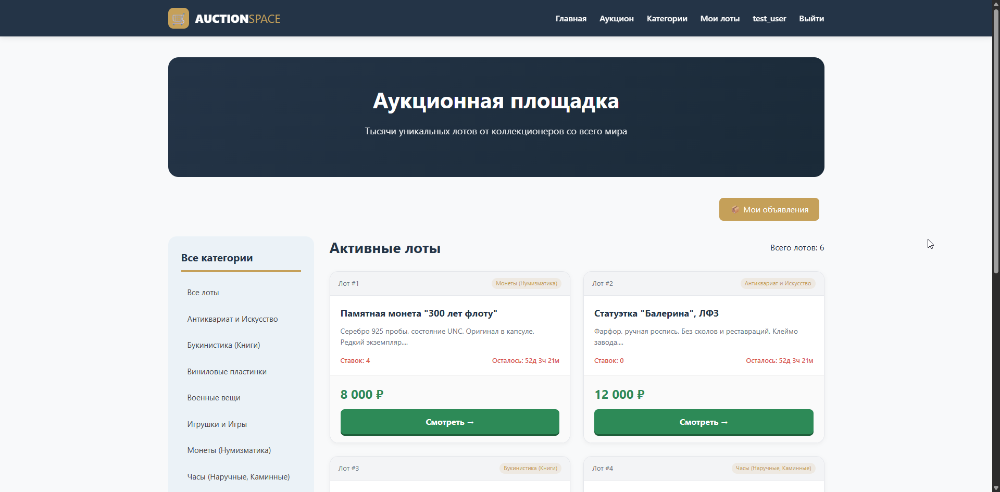 AUCTIONSPACE
Главная Аукцион Категории Мои лоты test_user Выйти
Аукционная площадка
Тысячи уникальных лотов от коллекционеров со всего мира
Мои объявления
Все категории
Все лоты
Антиквариат и Искусство
Букинистика (Книги)
Виниловые пластинки
Военные вещи
Игрушки и Игры
Монеты (Нумизматика)
Часы (Наручные, Каминные)
Активные лоты
Всего лотов: 6
Лот #1 Монеты (Нумизматика)
Памятная монета "300 лет флоту"
Серебро 925 пробы, состояние UNC. Оригинал в капсуле.
Редкий экземпляр....
Ставок: 4 Осталось: 52д 3ч 21м
8 000 ₽
Смотреть →
Лот #2 Антиквариат и Искусство
Статуэтка "Балерина", ЛФЗ
Фарфор, ручная роспись. Без сколов и реставраций. Клеймо
завода....
Ставок: 0 Осталось: 52д 3ч 21м
12 000 ₽
Смотреть →
Лот #3 Букинистика (Книги)
Лот #4 Часы (Наручные, Каминные)